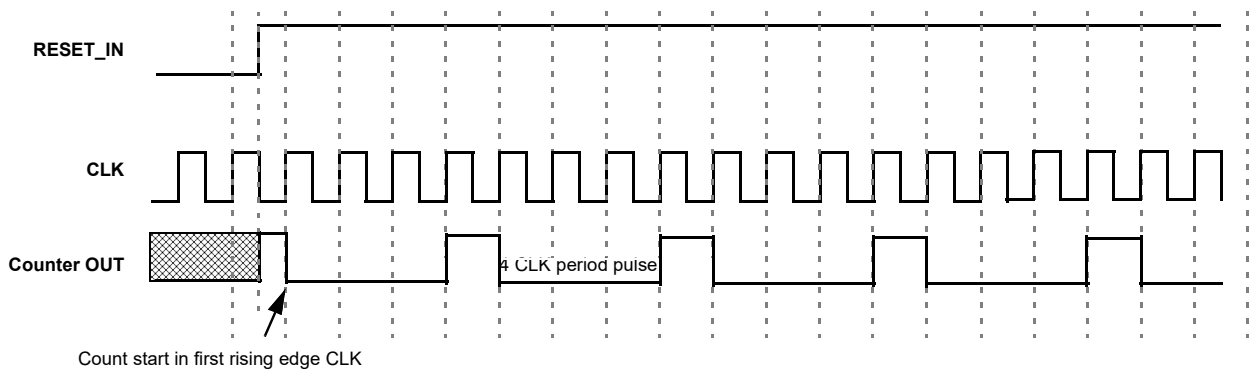 RESET_IN
CLK
Counter OUT
4 CLK period pulse
Count start in first rising edge CLK